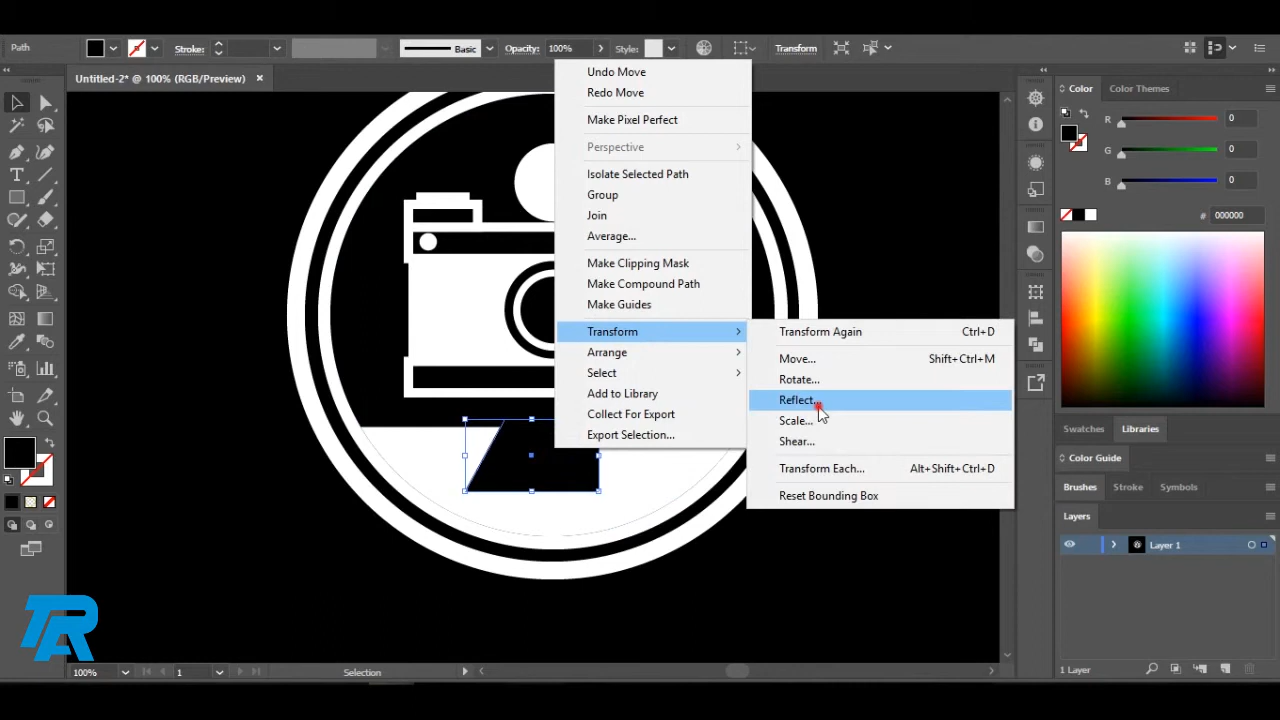 Path
Stroke:
Basic
Opacity:
100%
Style:
Transform
Untitled-2* @ 100% (RGB/Preview)
Undo Move
Redo Move
Make Pixel Perfect
Perspective
Isolate Selected Path
Group
Join
Average...
Make Clipping Mask
Make Compound Path
Make Guides
Transform
Arrange
Select
Add to Library
Collect For Export
Export Selection...
Transform Again Ctrl+D
Move... Shift+Ctrl+M
Rotate...
Reflect...
Scale...
Shear...
Transform Each... Alt+Shift+Ctrl+D
Reset Bounding Box
Color Color Themes
R 0
G 0
B 0
# 000000
Swatches Libraries
Color Guide
Brushes Stroke Symbols
Layers
Layer 1
1 Layer
TRA
100%
1
Selection